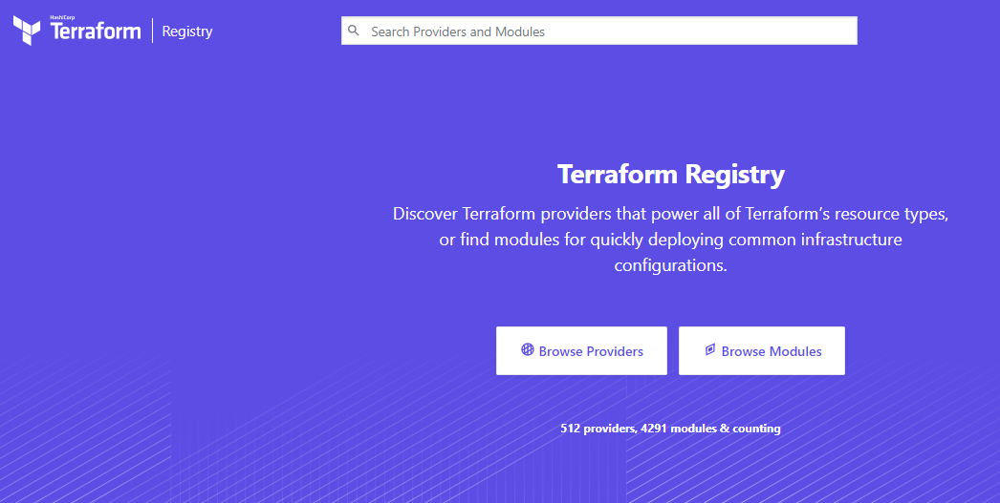 HashiCorp
Terraform
Registry
Search Providers and Modules
Terraform Registry
Discover Terraform providers that power all of Terraform’s resource types,
or find modules for quickly deploying common infrastructure
configurations.
Browse Providers
Browse Modules
512 providers, 4291 modules & counting